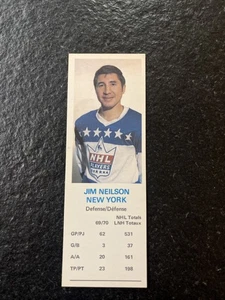 NHL
PLAYERS
JIM NEILSON
NEW YORK
Defense/Défense
NHL Totals
69/70 LNH Totaux
GP/PJ 62 531
G/B 3 37
A/A 20 161
TP/PT 23 198